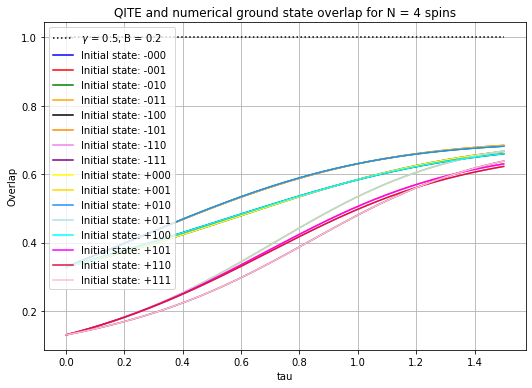 QITE and numerical ground state overlap for N = 4 spins
γ = 0.5, B = 0.2
Initial state: -000
Initial state: -001
Initial state: -010
Initial state: -011
Initial state: -100
Initial state: -101
Initial state: -110
Initial state: -111
Initial state: +000
Initial state: +001
Initial state: +010
Initial state: +011
Initial state: +100
Initial state: +101
Initial state: +110
Initial state: +111
Overlap
1.0
0.8
0.6
0.4
0.2
0.0 0.2 0.4 0.6 0.8 1.0 1.2 1.4
tau